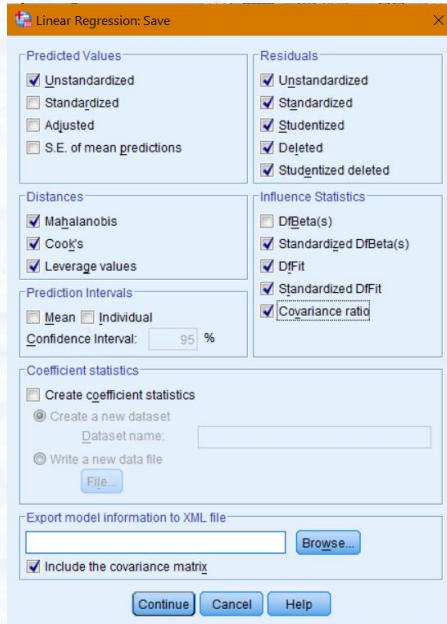 Linear Regression: Save
Predicted Values
Unstandardized
Standardized
Adjusted
S.E. of mean predictions
Residuals
Unstandardized
Standardized
Studentized
Deleted
Studentized deleted
Distances
Mahalanobis
Cook's
Leverage values
Influence Statistics
DfBeta(s)
Standardized DfBeta(s)
DfFit
Standardized DfFit
Covariance ratio
Prediction Intervals
Mean Individual
Confidence Interval: 95 %
Coefficient statistics
Create coefficient statistics
Create a new dataset
Dataset name:
Write a new data file
File...
Export model information to XML file
Browse...
Include the covariance matrix
Continue Cancel Help